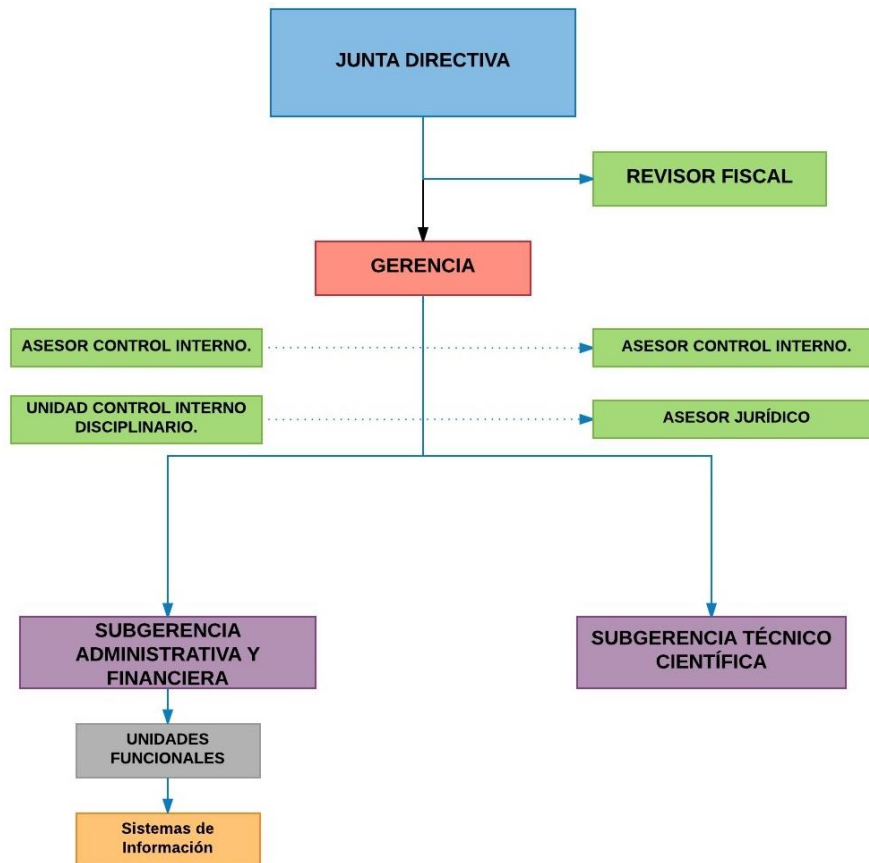 JUNTA DIRECTIVA
REVISOR FISCAL
GERENCIA
ASESOR CONTROL INTERNO.
ASESOR CONTROL INTERNO.
UNIDAD CONTROL INTERNO
DISCIPLINARIO.
ASESOR JURÍDICO
SUBGERENCIA
ADMINISTRATIVA Y
FINANCIERA
SUBGERENCIA TÉCNICO
CIENTÍFICA
UNIDADES
FUNCIONALES
Sistemas de
Información